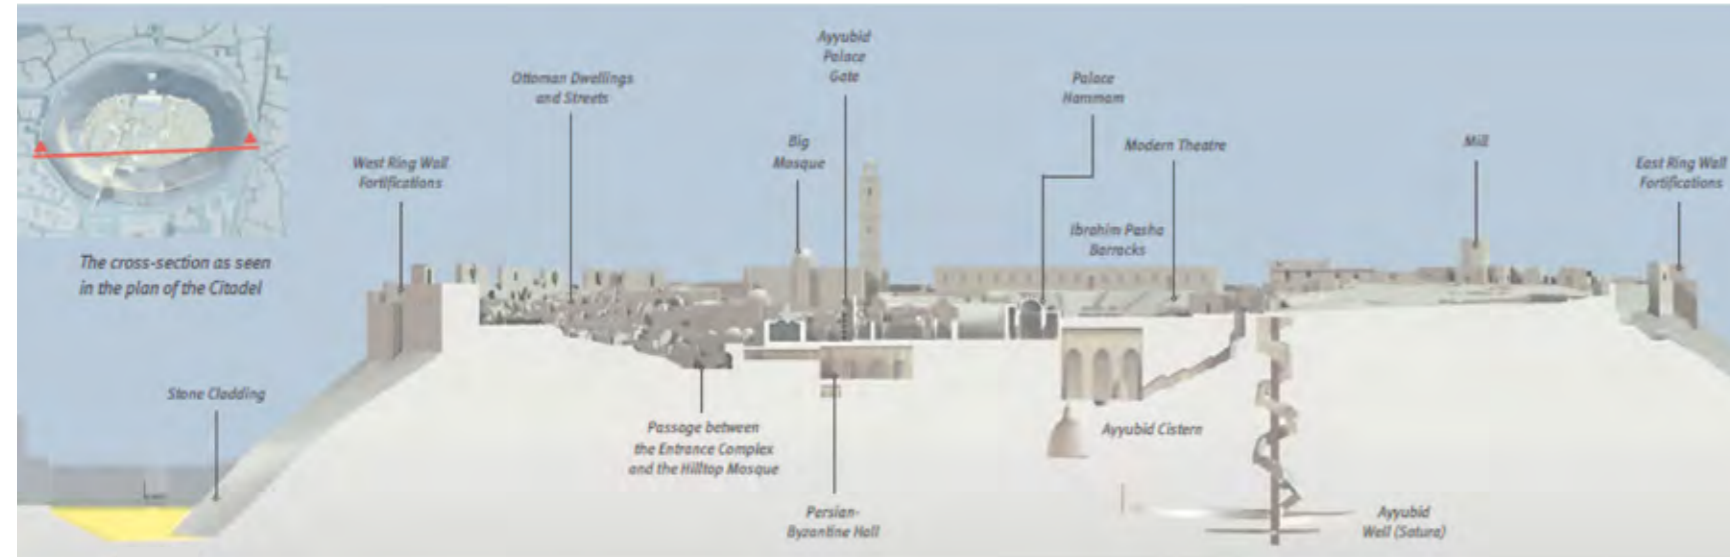 Ayyubid
Palace
Gate
Ottoman Dwellings
and Streets
Palace
Hammam
Big
Mosque
Modern Theatre
Mill
West Ring Wall
Fortifications
East Ring Wall
Fortifications
Ibrahim Pasha
Barracks
The cross-section as seen
in the plan of the Citadel
Stone Cladding
Passage between
the Entrance Complex
and the Hilltop Mosque
Ayyubid Cistern
Persian-
Byzantine Hall
Ayyubid
Well (Satura)